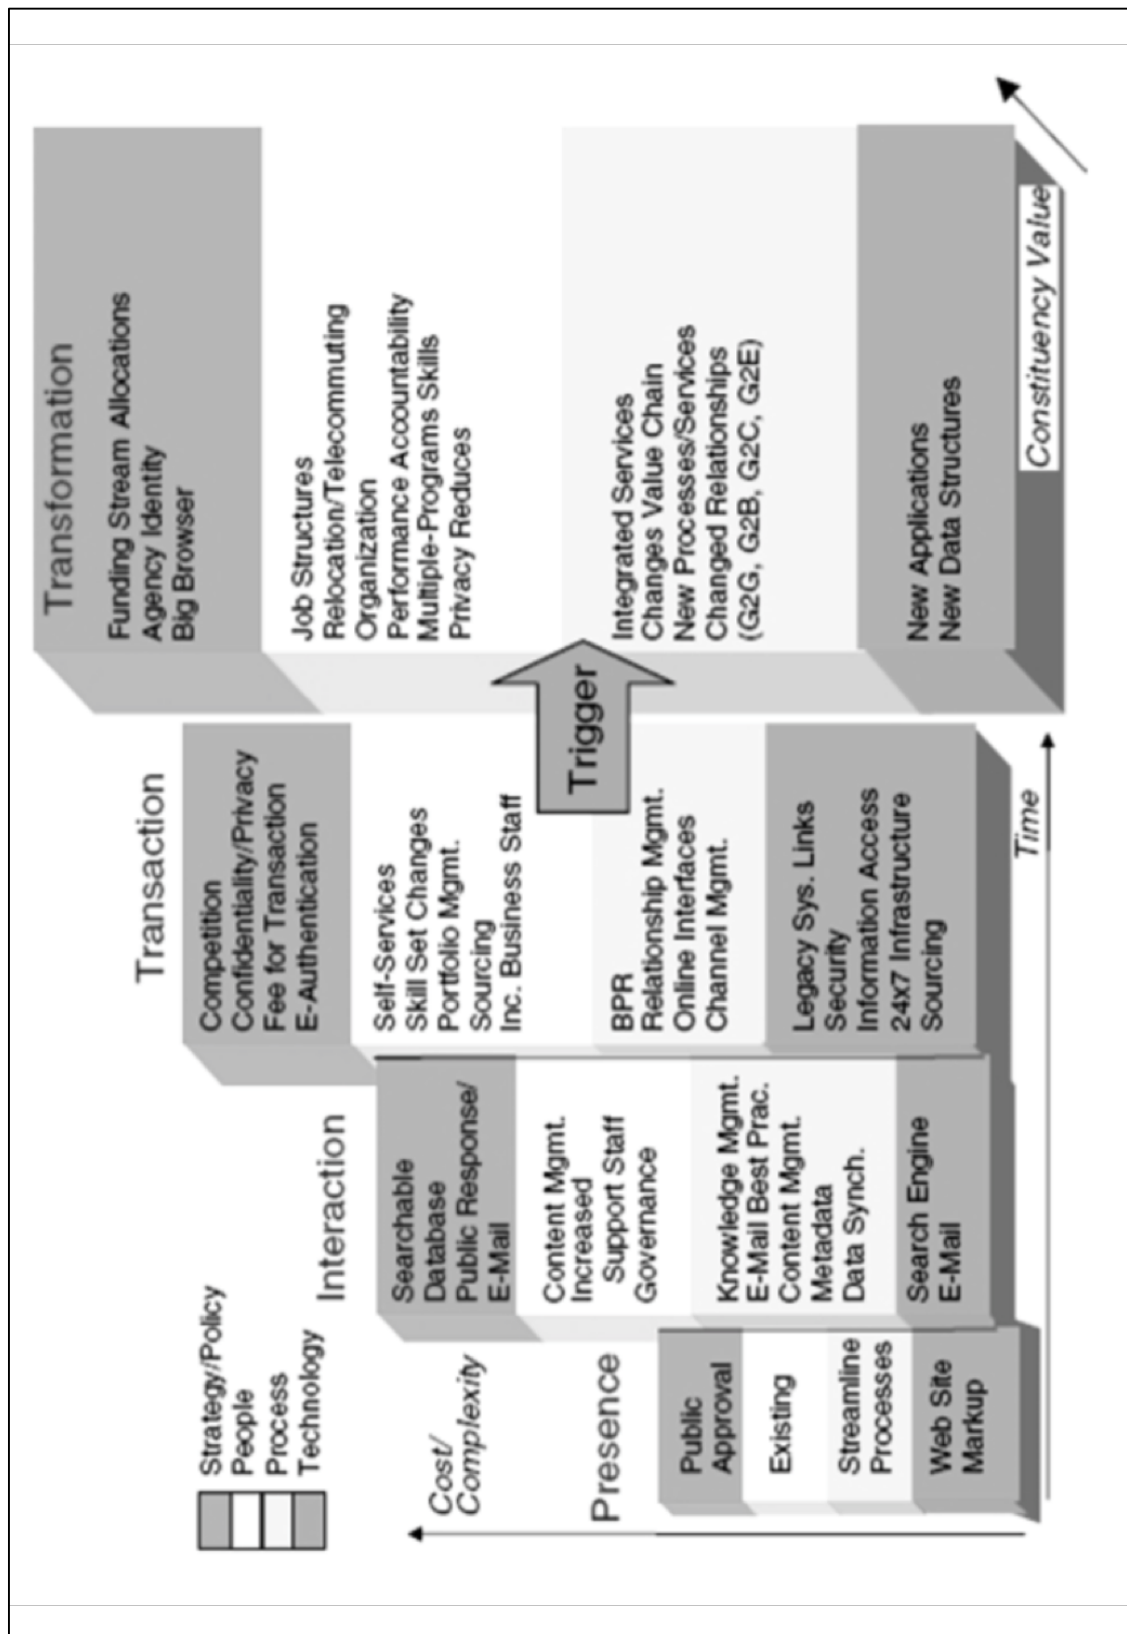 Strategy/Policy
People
Process
Technology
Cost/
Complexity
Presence
Public
Approval
Existing
Streamline
Processes
Web Site
Markup
Interaction
Searchable
Database
Public Response/
E-Mail
Content Mgmt.
Increased
Support Staff
Governance
Knowledge Mgmt.
E-Mail Best Prac.
Content Mgmt.
Metadata
Data Synch.
Search Engine
E-Mail
Transaction
Competition
Confidentiality/Privacy
Fee for Transaction
E-Authentication
Self-Services
Skill Set Changes
Portfolio Mgmt.
Sourcing
Inc. Business Staff
BPR
Relationship Mgmt.
Online Interfaces
Channel Mgmt.
Legacy Sys. Links
Security
Information Access
24x7 Infrastructure
Sourcing
Time
Trigger
Transformation
Funding Stream Allocations
Agency Identity
Big Browser
Job Structures
Relocation/Telecommuting
Organization
Performance Accountability
Multiple-Programs Skills
Privacy Reduces
Integrated Services
Changes Value Chain
New Processes/Services
Changed Relationships
(G2G, G2B, G2C, G2E)
New Applications
New Data Structures
Constituency Value